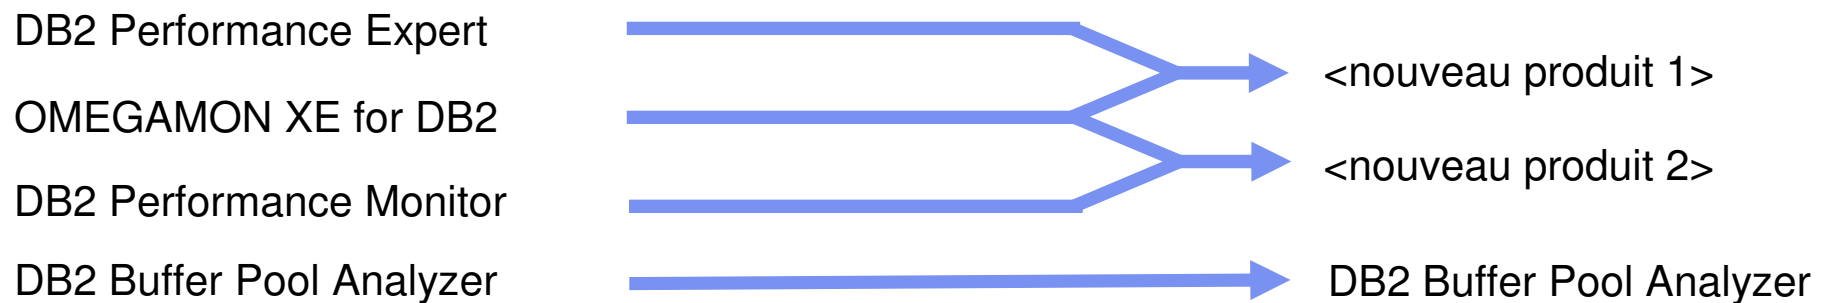 DB2 Performance Expert
<nouveau produit 1>
OMEGAMON XE for DB2
<nouveau produit 2>
DB2 Performance Monitor
DB2 Buffer Pool Analyzer
DB2 Buffer Pool Analyzer